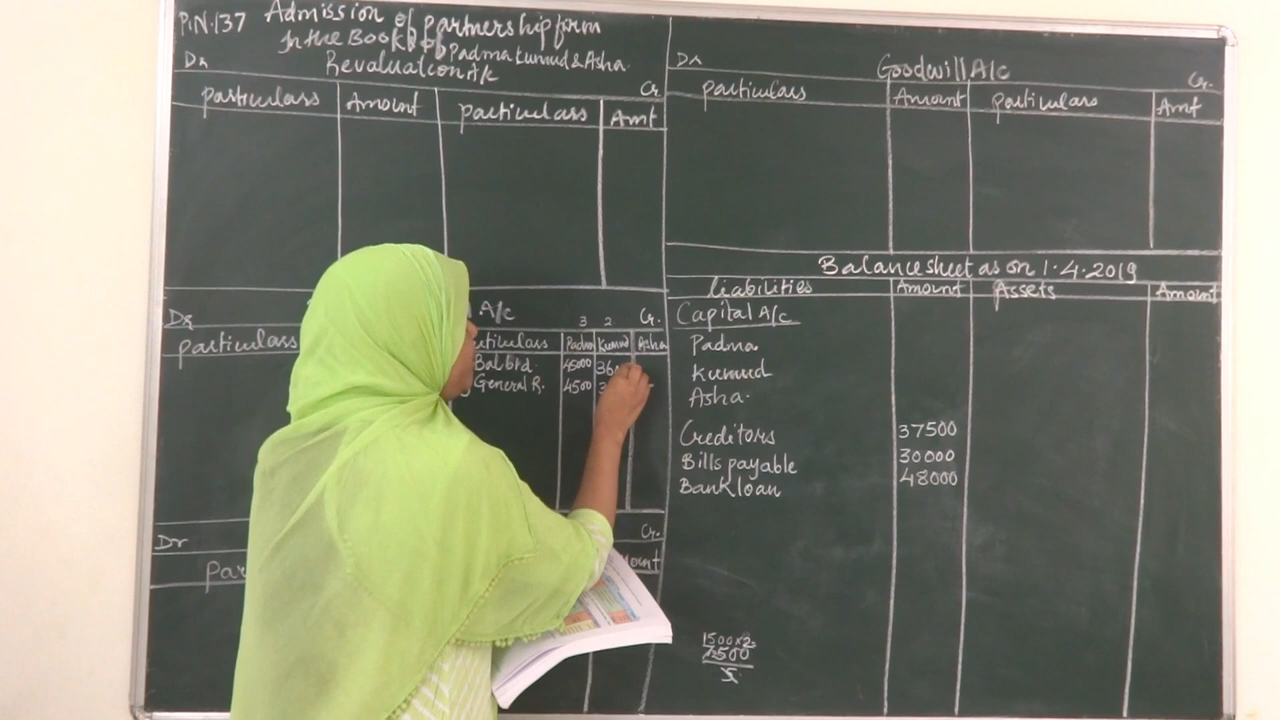 P.N.137 Admission of partnership form
In the Books of Padma Kumud & Asha.
Dr Revaluation A/c Cr.
particulars Amount particulars Amt
Dr A/c 3 2 Cr.
particulars Padma Kumud Asha
Bal b/d. 45000
General R. 4500
Dr Cr.
Dr Goodwill A/c Cr.
particulars Amount particulars Amt
Balance sheet as on 1.4.2019
liabilities Amount Assets Amount
Capital A/c
Padma
Kumud
Asha.
Creditors 37500
Bills payable 30000
Bank loan 48000
1500x2
5